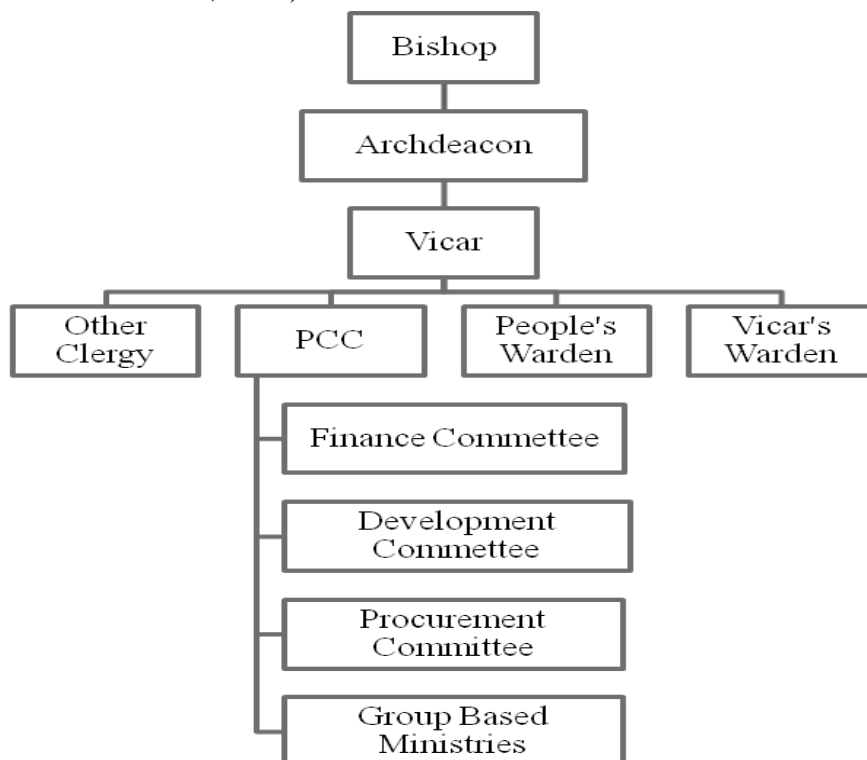 Bishop
Archdeacon
Vicar
Other
Clergy
PCC
People's
Warden
Vicar's
Warden
Finance Commettee
Development
Commettee
Procurement
Committee
Group Based
Ministries